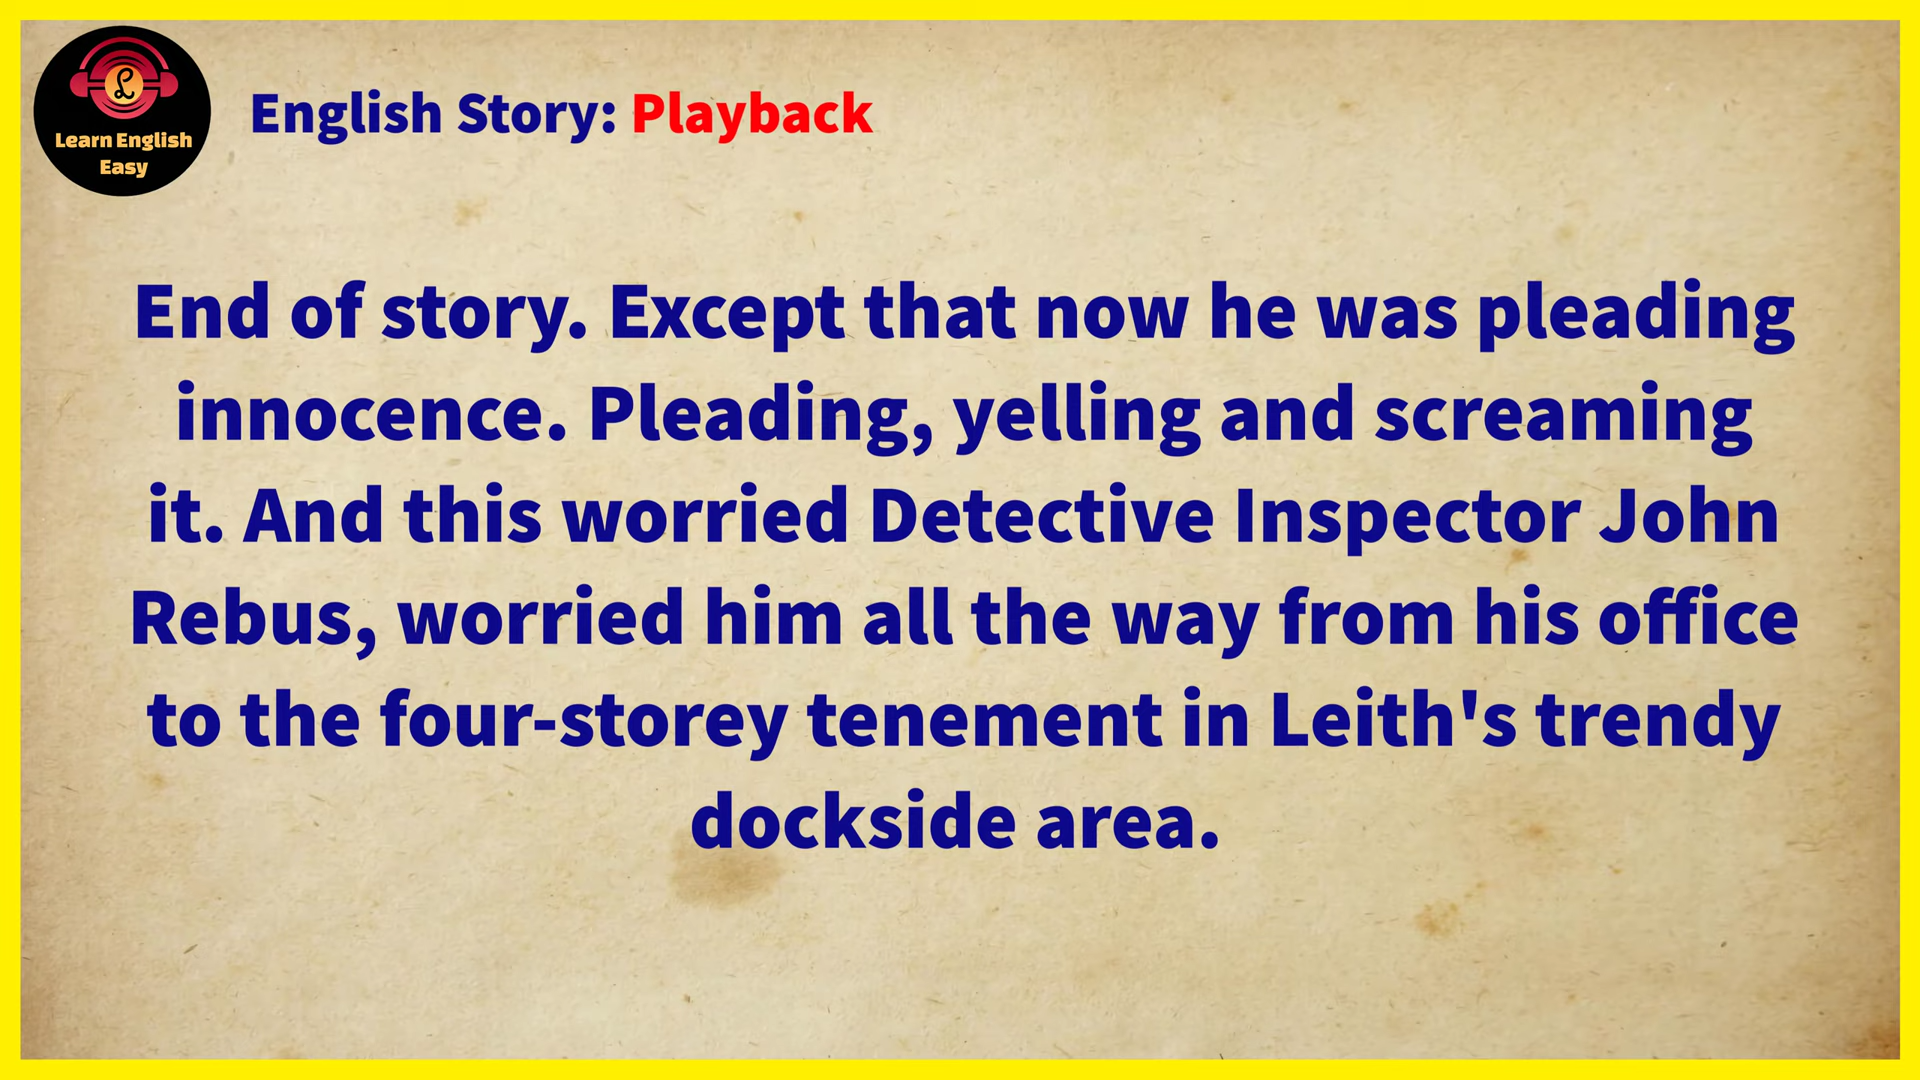 Learn English
Easy
English Story: Playback
End of story. Except that now he was pleading
innocence. Pleading, yelling and screaming
it. And this worried Detective Inspector John
Rebus, worried him all the way from his office
to the four-storey tenement in Leith's trendy
dockside area.